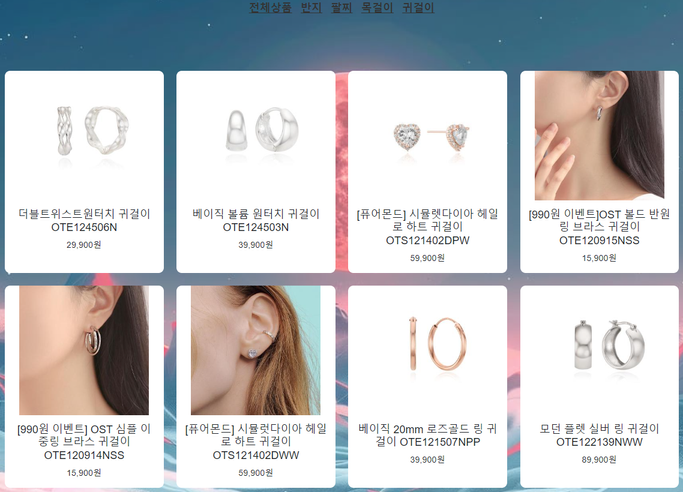 전체상품 반지 팔찌 목걸이 귀걸이
더블트위스트원터치 귀걸이
OTE124506N
29,900원
베이직 볼륨 원터치 귀걸이
OTE124503N
39,900원
[퓨어몬드] 시뮬렛다이아 헤일
로 하트 귀걸이
OTS121402DPW
59,900원
[990원 이벤트]OST 볼드 반원
링 브라스 귀걸이
OTE120915NSS
15,900원
[990원 이벤트] OST 심플 이
중링 브라스 귀걸이
OTE120914NSS
15,900원
[퓨어몬드] 시뮬럿다이아 헤일
로 하트 귀걸이
OTS121402DWW
59,900원
베이직 20mm 로즈골드 링 귀
걸이 OTE121507NPP
39,900원
모던 플렛 실버 링 귀걸이
OTE122139NWW
89,900원